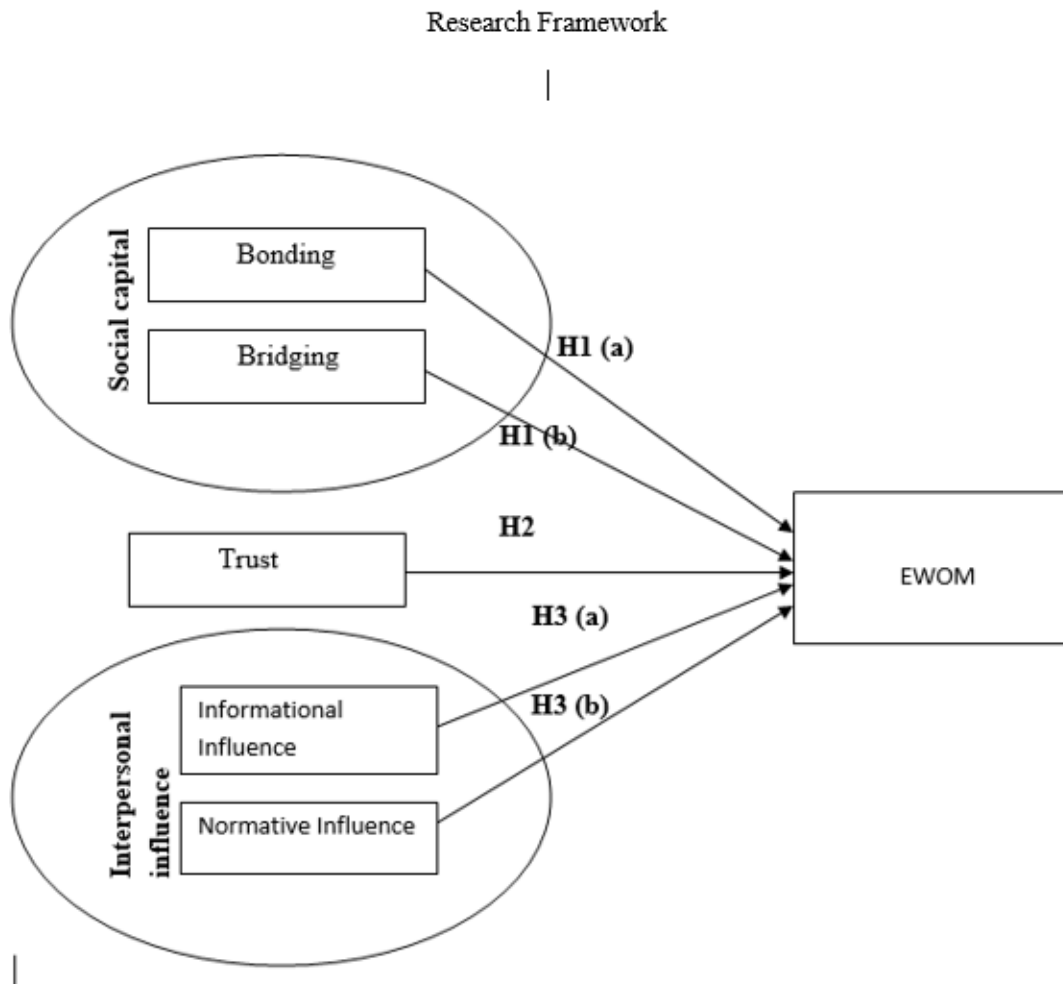 Research Framework
Social capital
Bonding
Bridging
H1 (a)
H1 (b)
H2
Trust
EWOM
H3 (a)
H3 (b)
Interpersonal
influence
Informational
Influence
Normative Influence